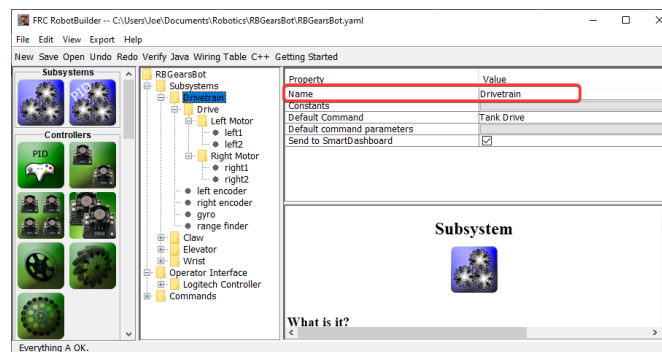 FRC RobotBuilder -- C:\Users\Joe\Documents\Robotics\RBGearsBot\RBGearsBot.yaml
File Edit View Export Help
New Save Open Undo Redo Verify Java Wiring Table C++ Getting Started
Subsystems
PID
Controllers
PID
RBGearsBot
Subsystems
Drivetrain
Drive
Left Motor
left1
left2
Right Motor
right1
right2
left encoder
right encoder
gyro
range finder
Claw
Elevator
Wrist
Operator Interface
Logitech Controller
Commands
Property Value
Name Drivetrain
Constants
Default Command Tank Drive
Default command parameters
Send to SmartDashboard
Subsystem
What is it?
Everything A OK.